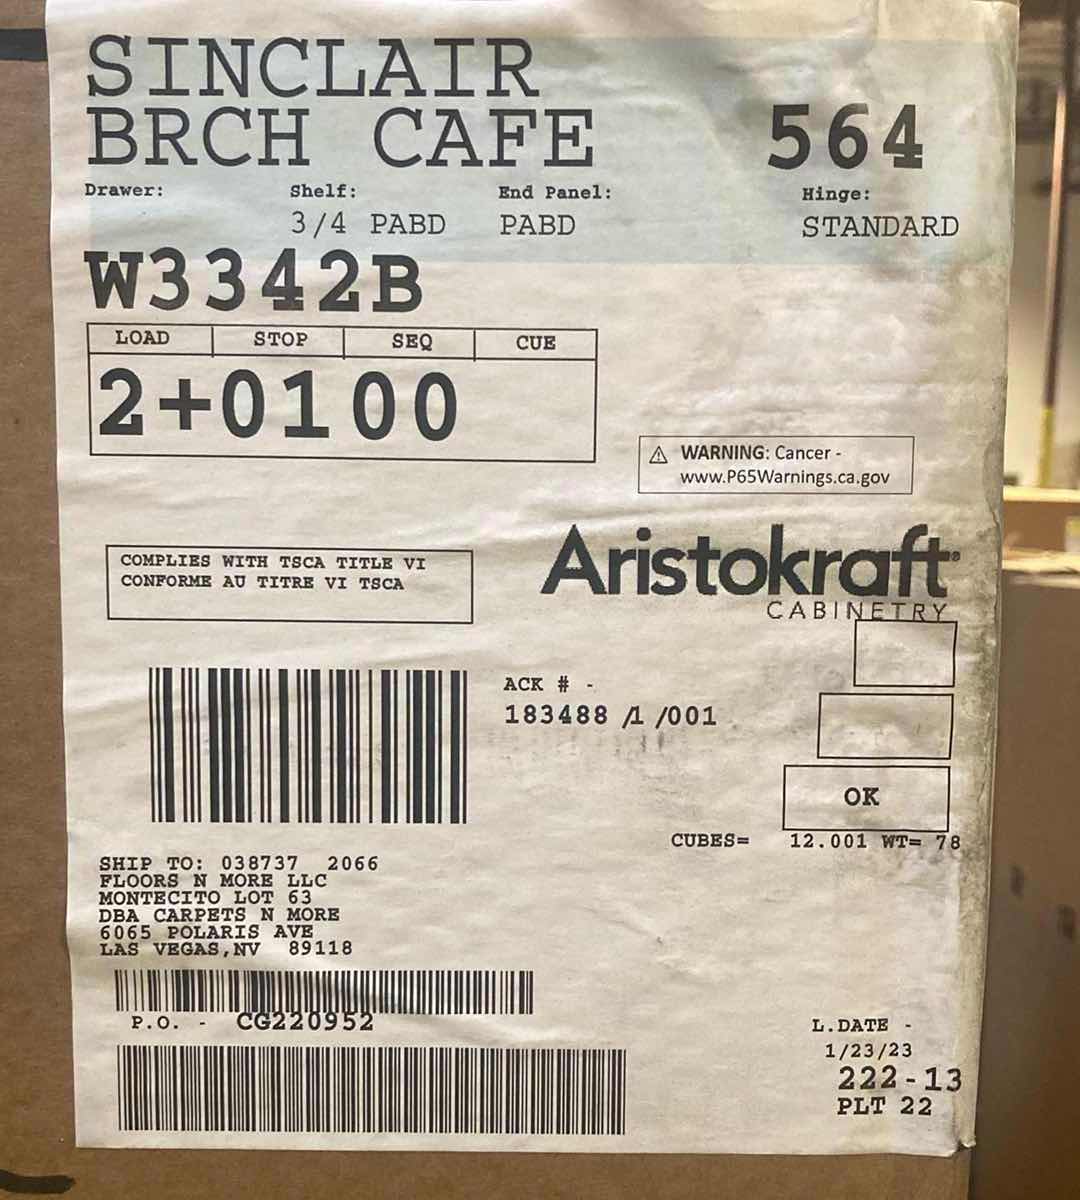 SINCLAIR
BRCH CAFE 564
Drawer: Shelf: End Panel: Hinge:
3/4 PABD PABD STANDARD
W3342B
LOAD STOP SEQ CUE
2+0100
⚠ WARNING: Cancer -
www.P65Warnings.ca.gov
COMPLIES WITH TSCA TITLE VI
CONFORME AU TITRE VI TSCA
Aristokraft®
CABINETRY
ACK # -
183488 /1 /001
OK
CUBES= 12.001 WT= 78
SHIP TO: 038737 2066
FLOORS N MORE LLC
MONTECITO LOT 63
DBA CARPETS N MORE
6065 POLARIS AVE
LAS VEGAS,NV 89118
P.O. - CG220952
L.DATE -
1/23/23
222-13
PLT 22